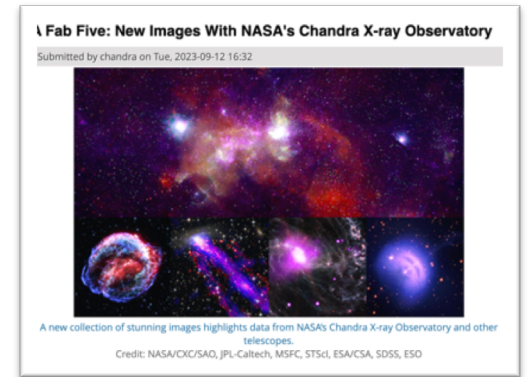 A Fab Five: New Images With NASA's Chandra X-ray Observatory
Submitted by chandra on Tue, 2023-09-12 16:32
A new collection of stunning images highlights data from NASA's Chandra X-ray Observatory and other
telescopes.
Credit: NASA/CXC/SAO, JPL-Caltech, MSFC, STScI, ESA/CSA, SDSS, ESO